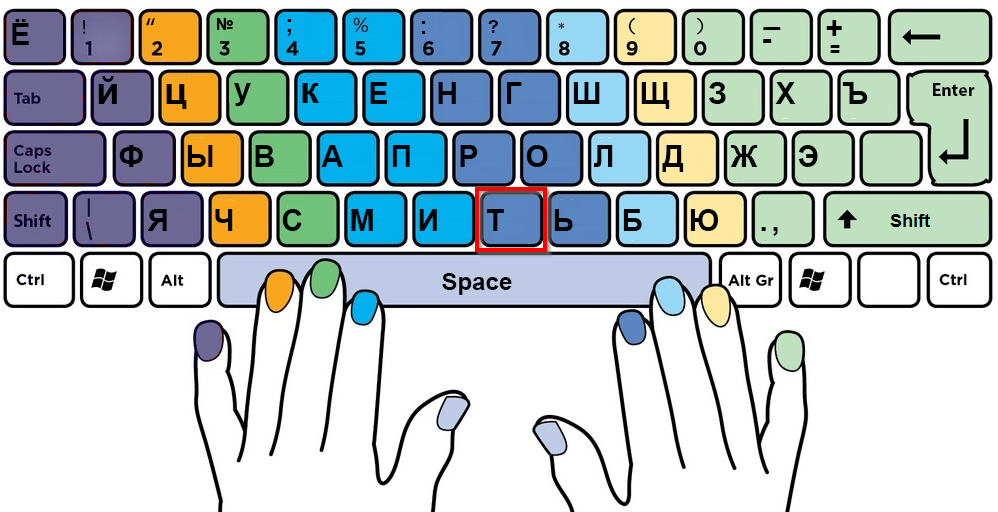 Ё ! 1 “ 2 № 3 ; 4 % 5 : 6 ? 7 * 8 ( 9 ) 0 — - + =
Tab Й Ц У К Е Н Г Ш Щ З Х Ъ Enter
Caps Lock Ф Ы В А П Р О Л Д Ж Э
Shift | \ Я Ч С М И Т Ь Б Ю . , Shift
Ctrl Alt Space Alt Gr Ctrl